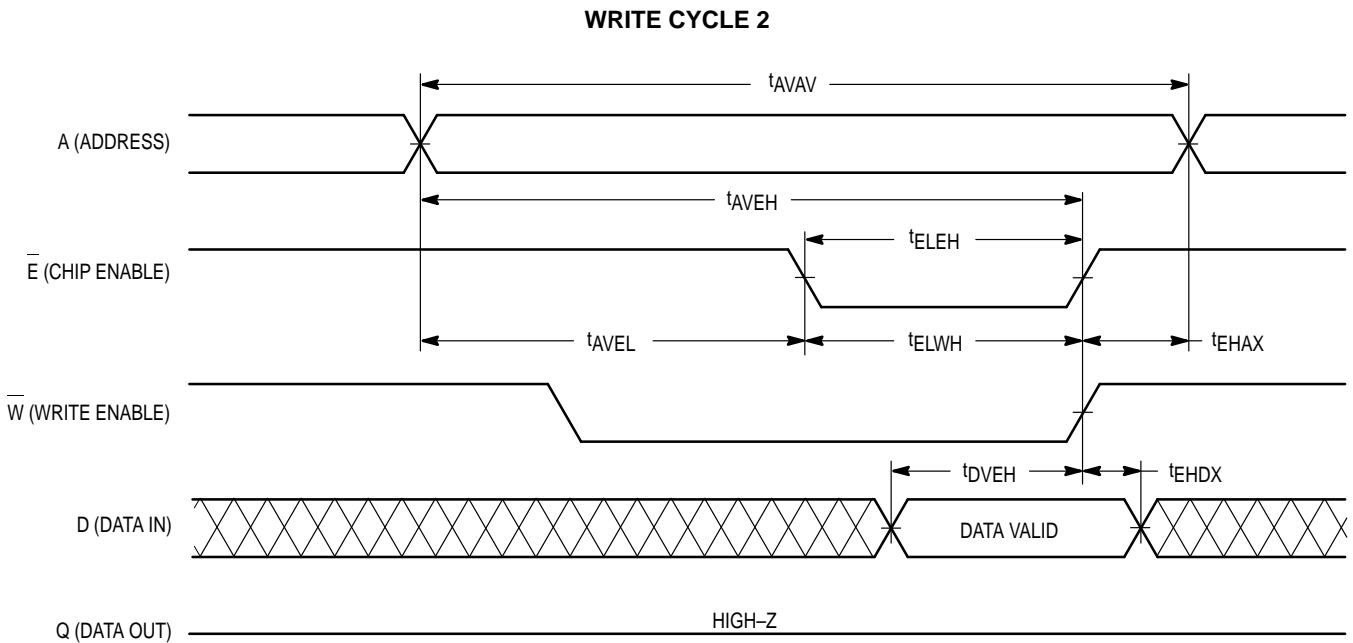 WRITE CYCLE 2
tAVAV
A (ADDRESS)
tAVEH
tELEH
E̅ (CHIP ENABLE)
tAVEL
tELWH
tEHAX
W̅ (WRITE ENABLE)
tDVEH
tEHDX
D (DATA IN)
DATA VALID
HIGH–Z
Q (DATA OUT)